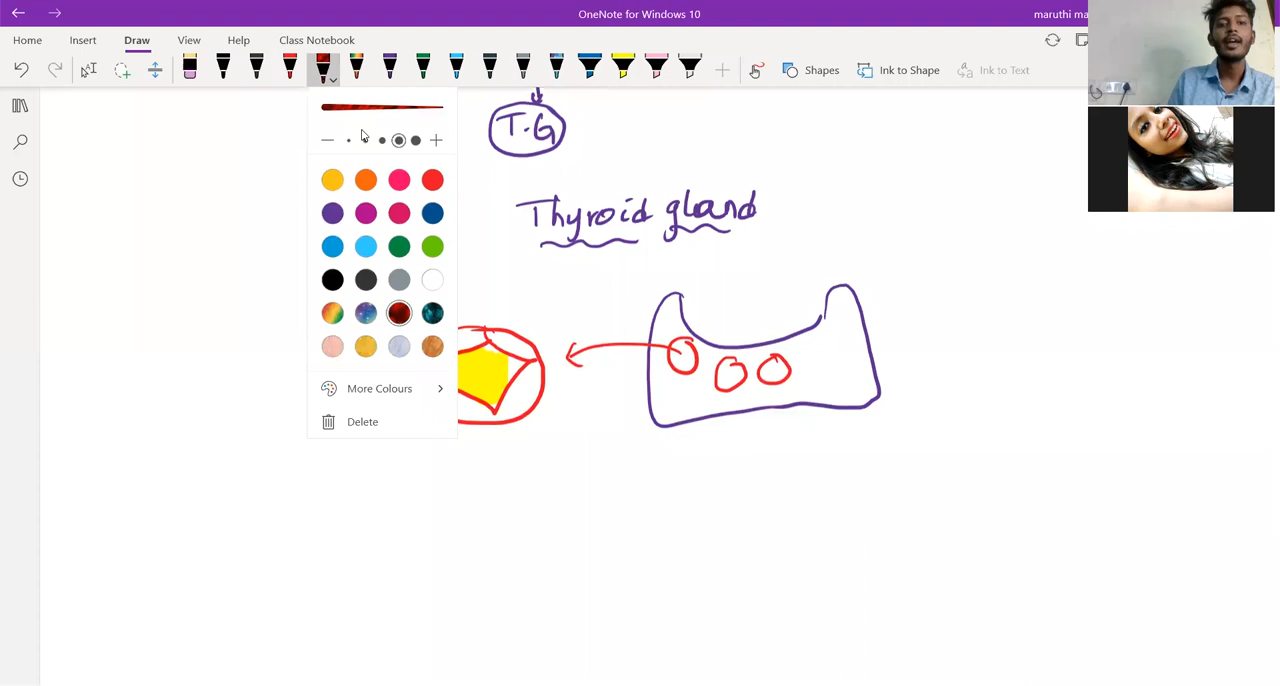 OneNote for Windows 10
maruthi ma
Home Insert Draw View Help Class Notebook
Shapes Ink to Shape Ink to Text
T.G
Thyroid gland
More Colours
Delete